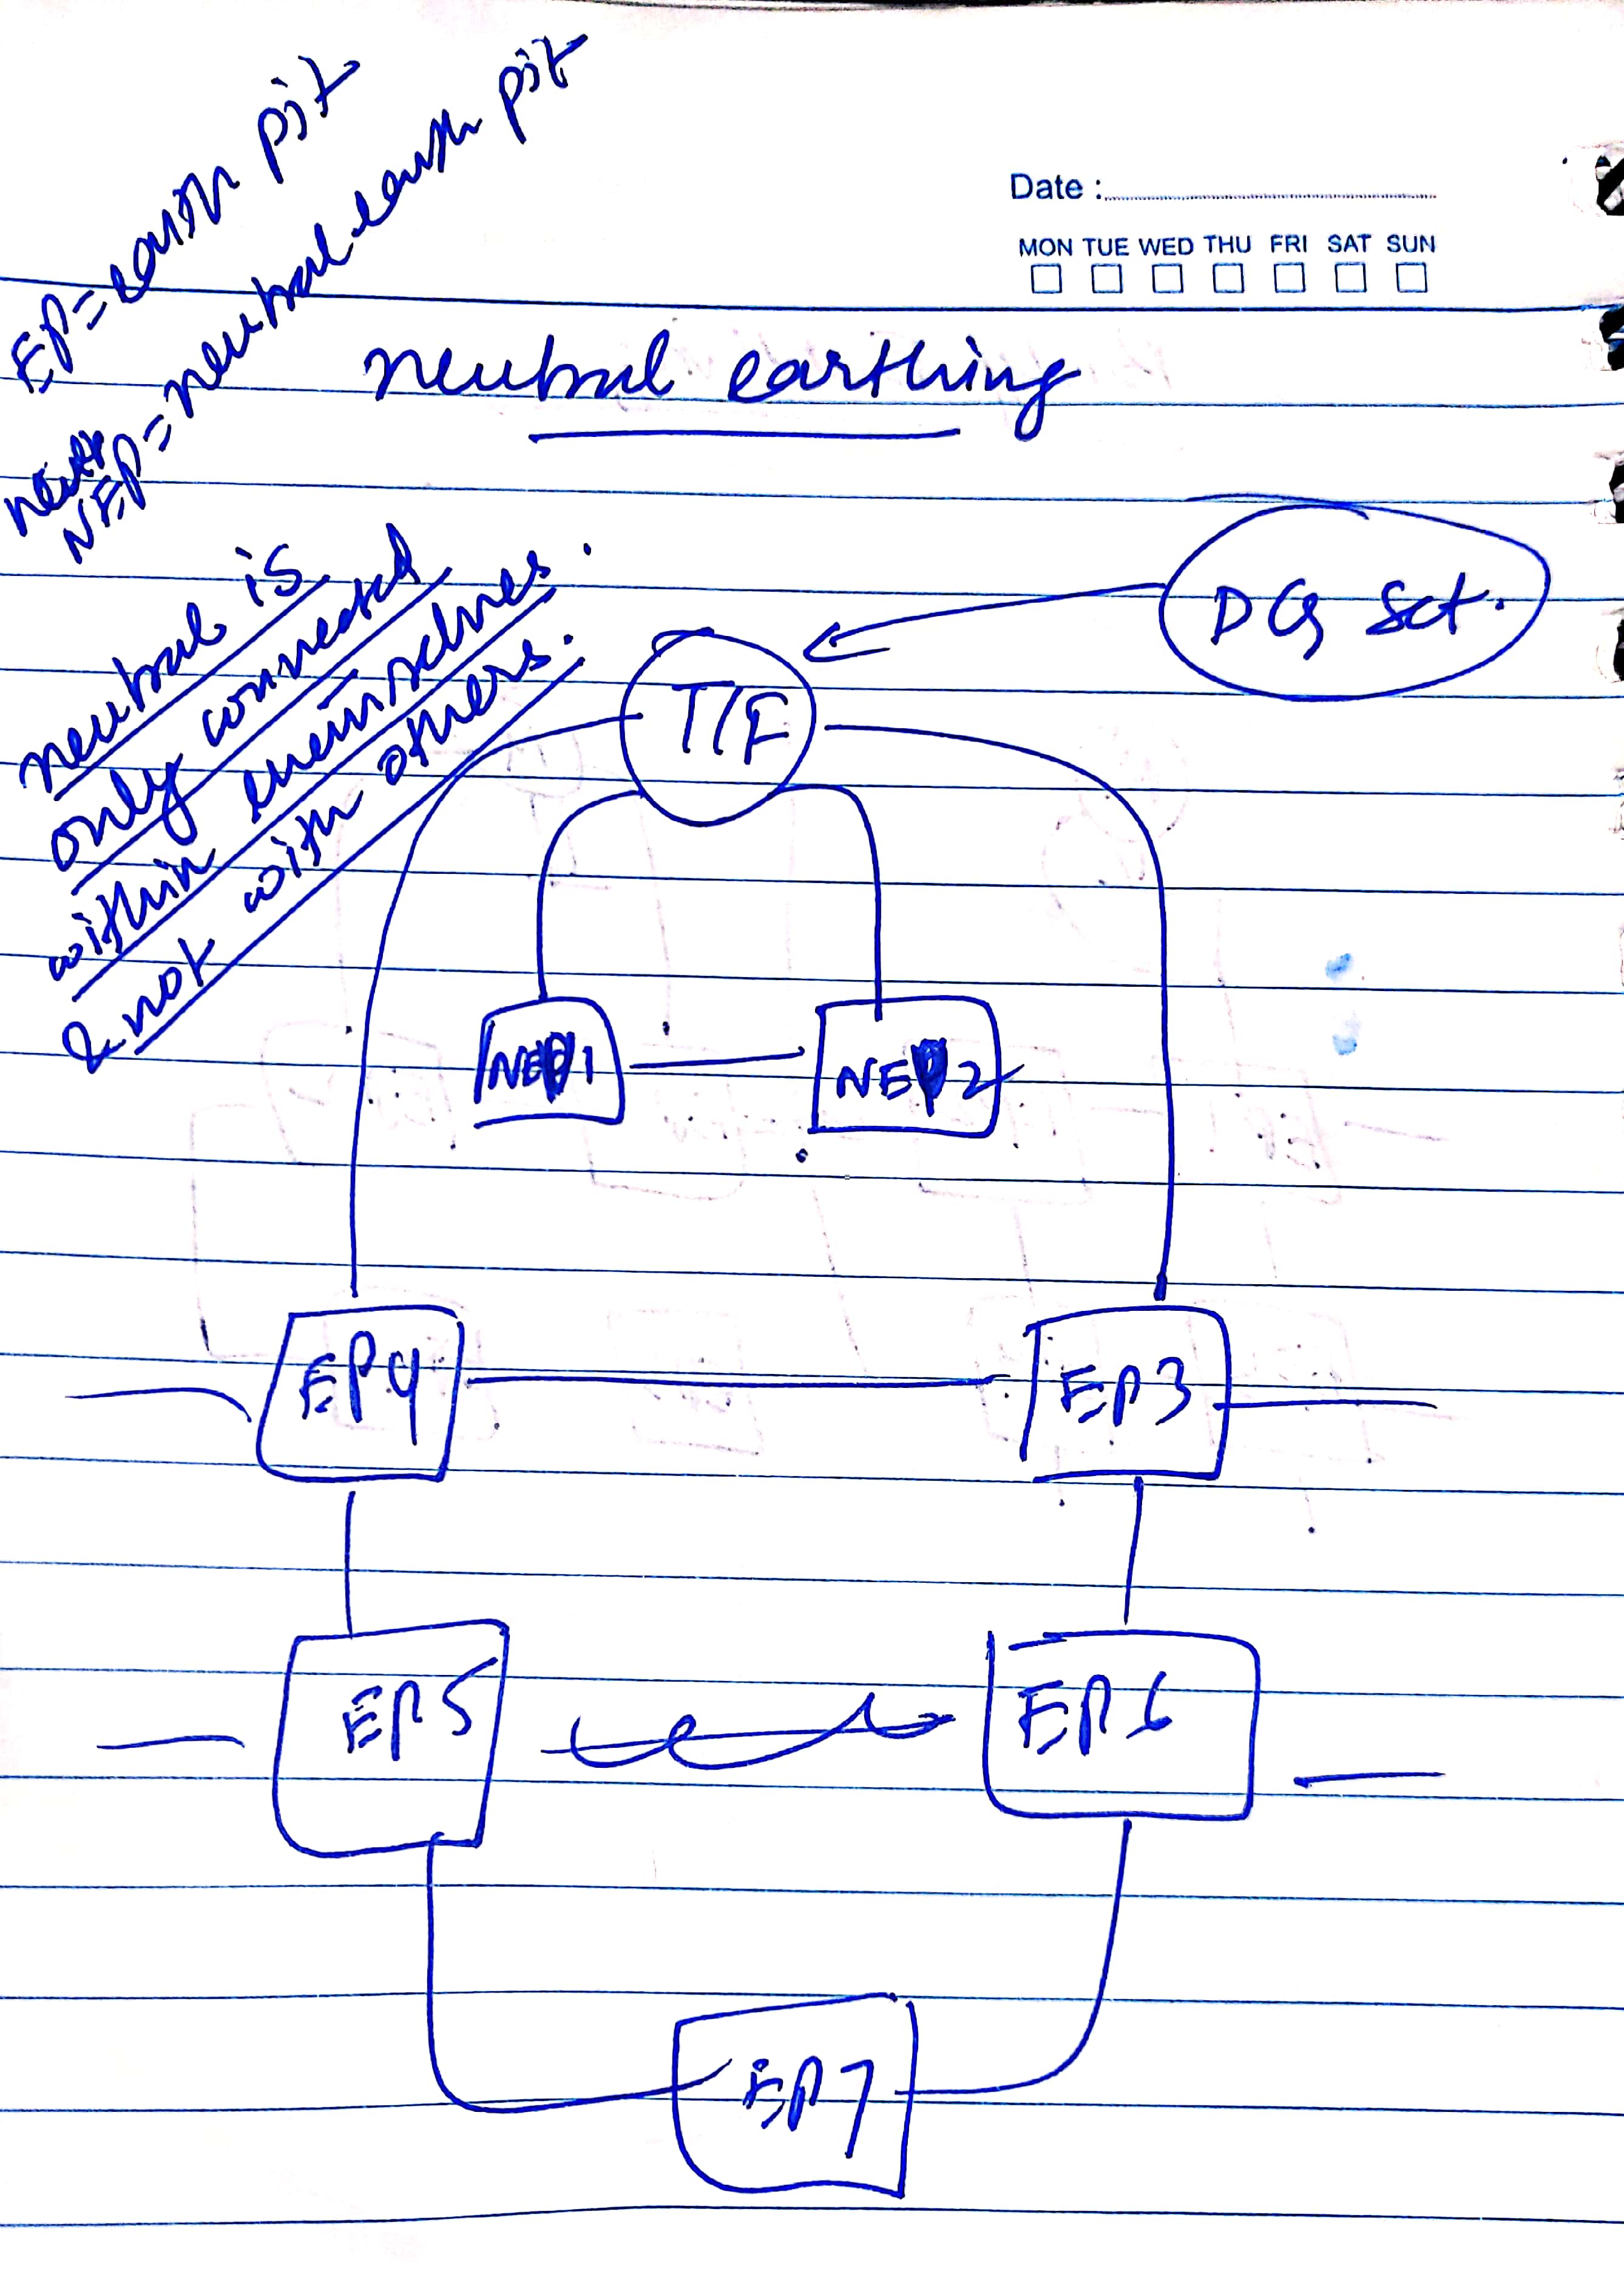 EP = earth pit
neutr
NEP = neutral earth pit
Date :
MON TUE WED THU FRI SAT SUN
neutral earthing
neutral is
only connected
within themselves.
& not with others.
DG Set.
T/F
NEP1
NEP2
EP4
EP3
EP5
EP6
EP7